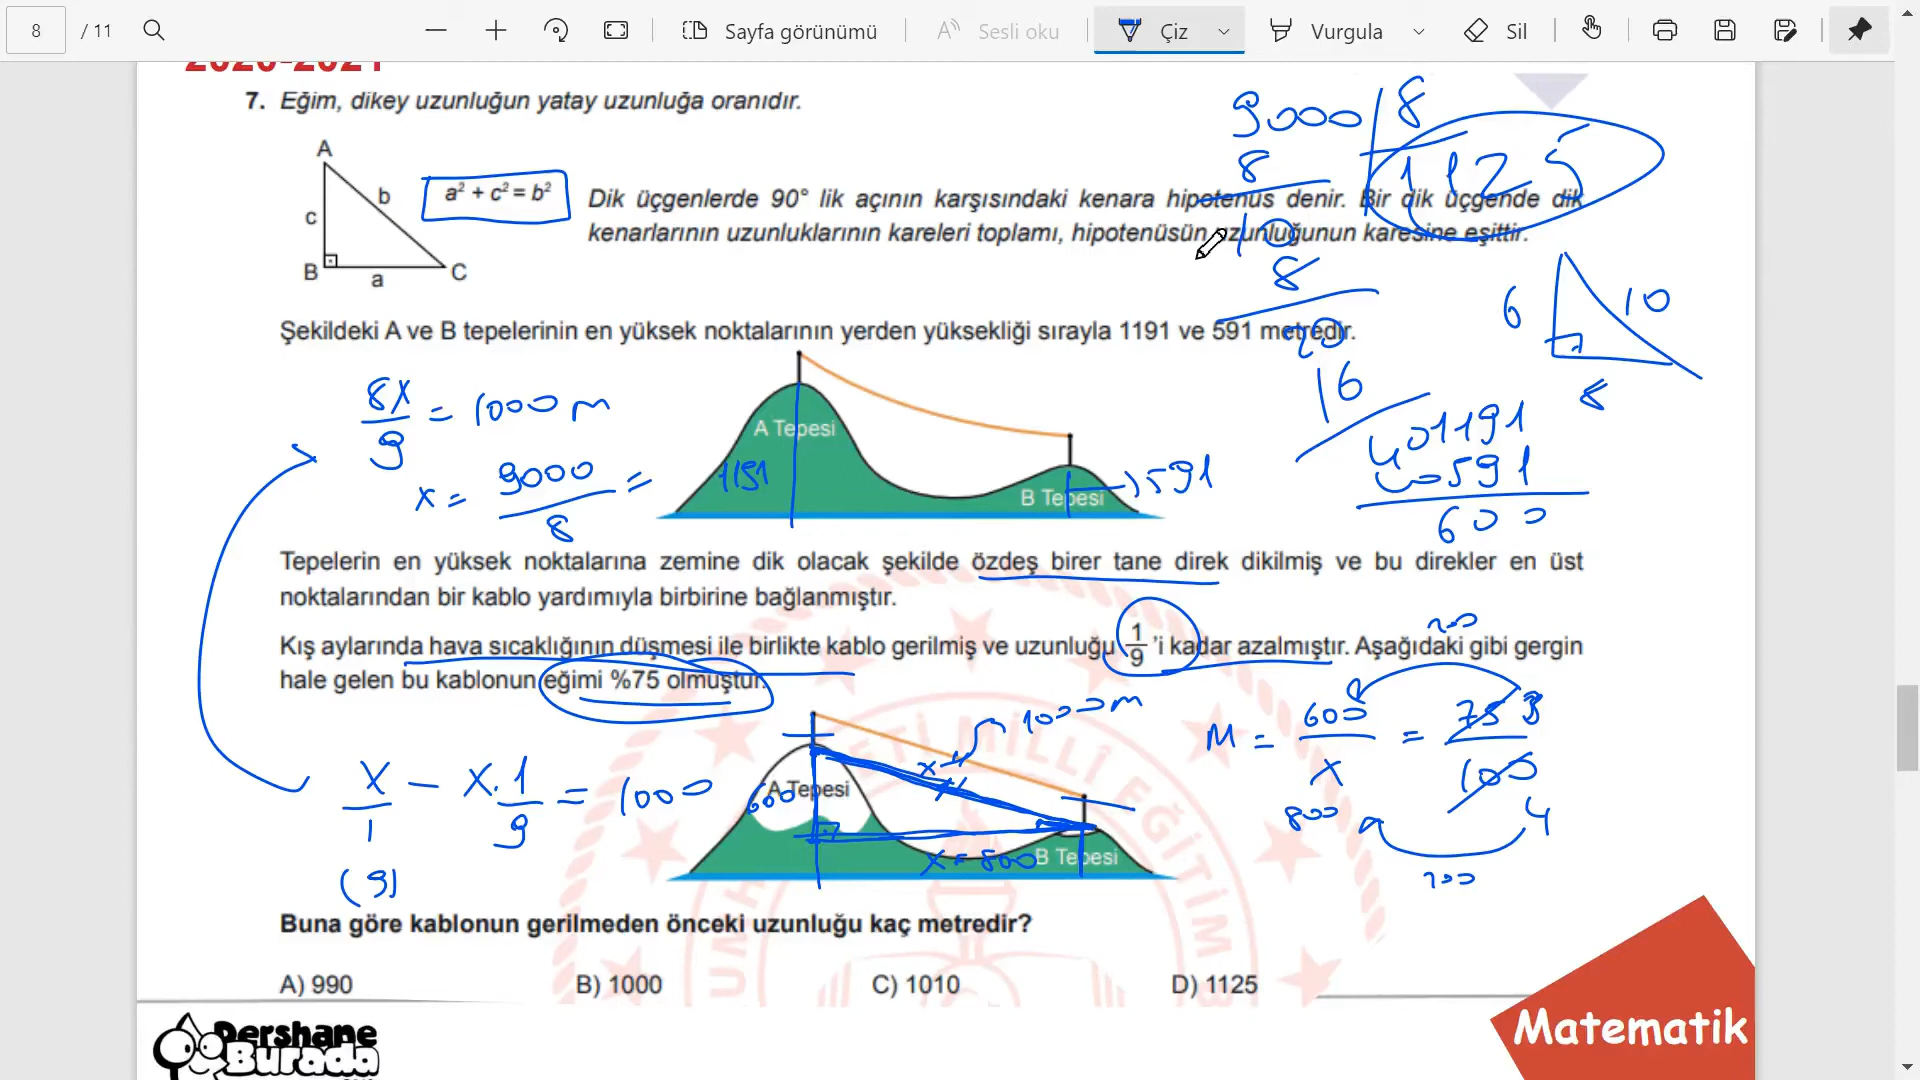 8 / 11 Sayfa görünümü Sesli oku Çiz Vurgula Sil
2020-2021
7. Eğim, dikey uzunluğun yatay uzunluğa oranıdır.
A
b
c
B
a
C
a² + c² = b²
Dik üçgenlerde 90° lik açının karşısındaki kenara hipotenüs denir. Bir dik üçgende dik
kenarlarının uzunluklarının kareleri toplamı, hipotenüsün uzunluğunun karesine eşittir.
9000 | 8
8
1125
10
8
20
16
40
40
6
10
8
Şekildeki A ve B tepelerinin en yüksek noktalarının yerden yüksekliği sırayla 1191 ve 591 metredir.
8x/9 = 1000 m
x = 9000/8 =
A Tepesi
1191
B Tepesi
591
1191
591
600
Tepelerin en yüksek noktalarına zemine dik olacak şekilde özdeş birer tane direk dikilmiş ve bu direkler en üst
noktalarından bir kablo yardımıyla birbirine bağlanmıştır.
Kış aylarında hava sıcaklığının düşmesi ile birlikte kablo gerilmiş ve uzunluğu 1/9 'i kadar azalmıştır. Aşağıdaki gibi gergin
hale gelen bu kablonun eğimi %75 olmuştur.
200
1000 m
M = 600/x = 75/100
3
4
800
200
x/1 - x.1/9 = 1000
(9)
A Tepesi
600
x
x = 800
B Tepesi
Buna göre kablonun gerilmeden önceki uzunluğu kaç metredir?
A) 990 B) 1000 C) 1010 D) 1125
Dershane
Burada
Matematik